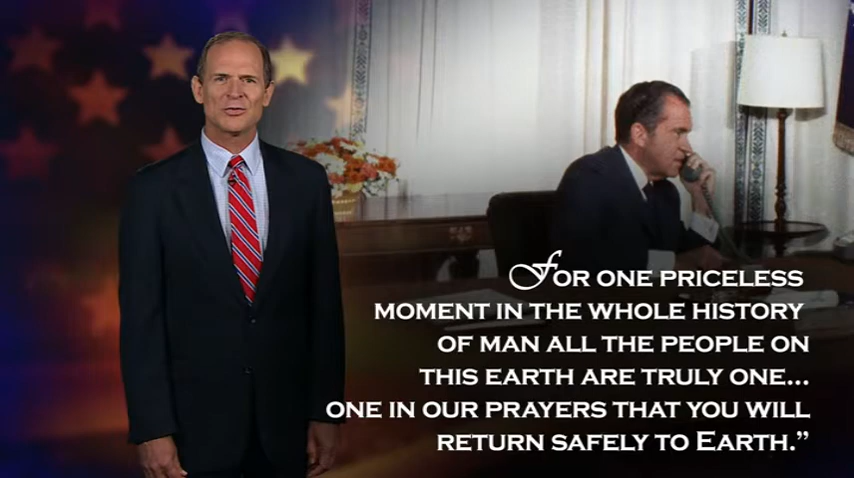 FOR ONE PRICELESS
MOMENT IN THE WHOLE HISTORY
OF MAN ALL THE PEOPLE ON
THIS EARTH ARE TRULY ONE...
ONE IN OUR PRAYERS THAT YOU WILL
RETURN SAFELY TO EARTH.”